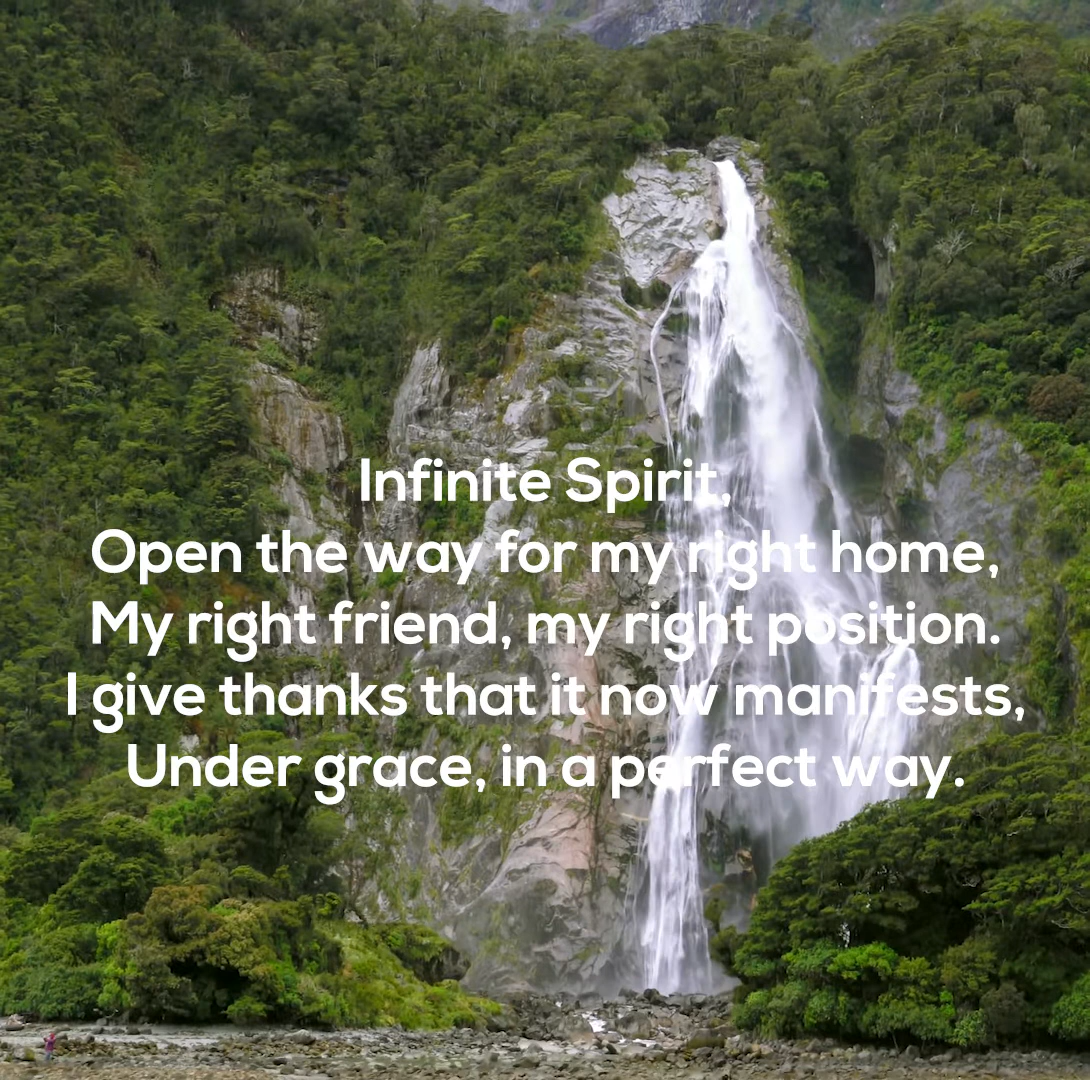 Infinite Spirit,
Open the way for my right home,
My right friend, my right position.
I give thanks that it now manifests,
Under grace, in a perfect way.